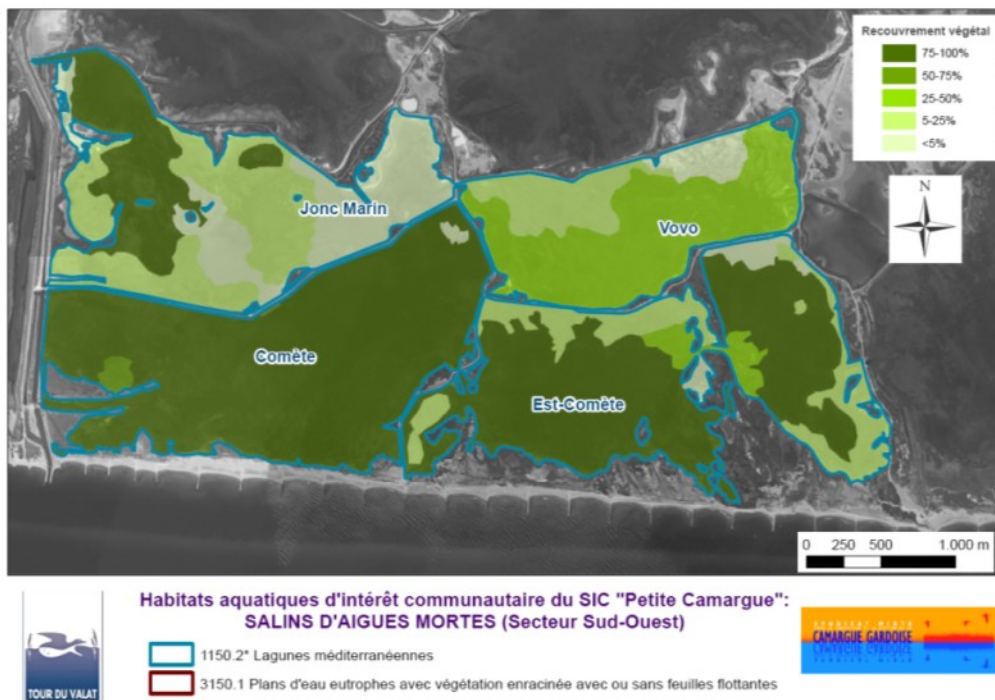 Recouvrement végétal
75-100%
50-75%
25-50%
5-25%
<5%
N
Jonc Marin
Vovo
Comète
Est-Comète
0 250 500 1.000 m
Habitats aquatiques d'intérêt communautaire du SIC "Petite Camargue":
SALINS D'AIGUES MORTES (Secteur Sud-Ouest)
1150.2* Lagunes méditerranéennes
3150.1 Plans d'eau eutrophes avec végétation enracinée avec ou sans feuilles flottantes
TOUR DU VALAT
SYNDICAT MIXTE
CAMARGUE GARDOISE